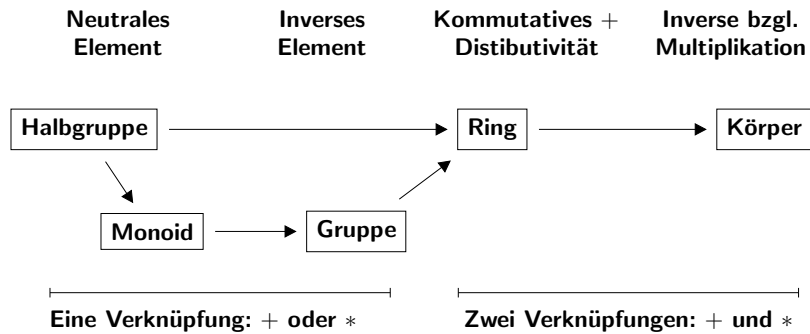 Neutrales
Element
Inverses
Element
Kommutatives +
Distibutivität
Inverse bzgl.
Multiplikation
Halbgruppe
Ring
Körper
Monoid
Gruppe
Eine Verknüpfung: + oder ∗
Zwei Verknüpfungen: + und ∗